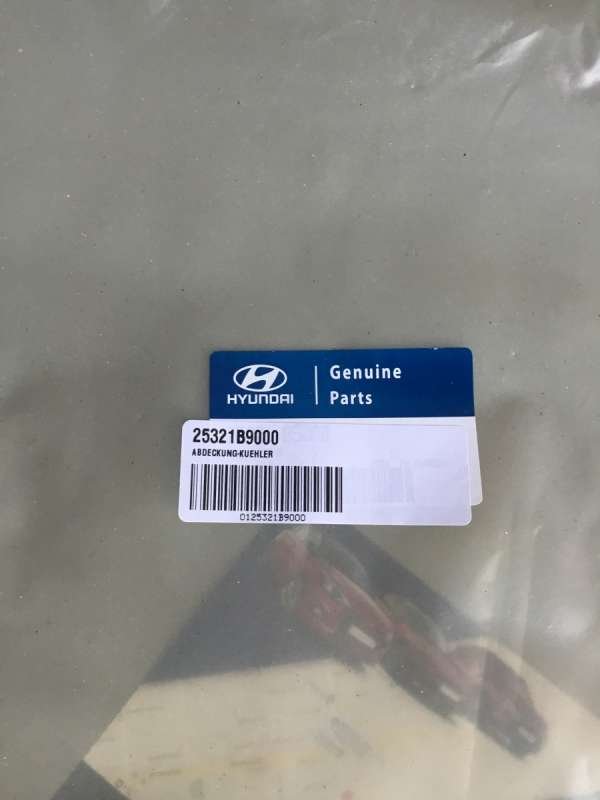 HYUNDAI
Genuine
Parts
25321B9000
ABDECKUNG-KUEHLER
0125321B9000